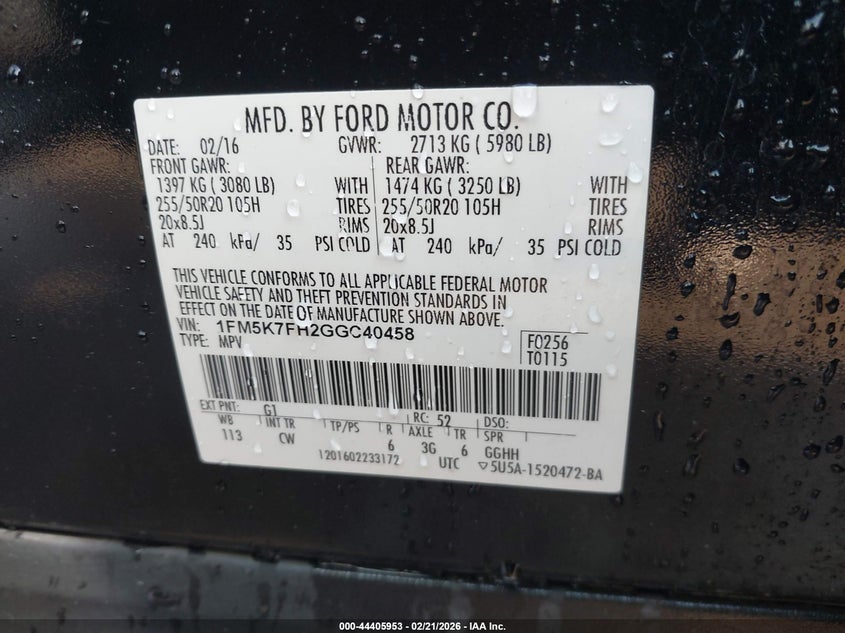 MFD. BY FORD MOTOR CO.
DATE: 02/16 GVWR: 2713 KG ( 5980 LB)
FRONT GAWR: REAR GAWR:
1397 KG ( 3080 LB) WITH 1474 KG ( 3250 LB) WITH
255/50R20 105H TIRES 255/50R20 105H TIRES
20x8.5J RIMS 20x8.5J RIMS
AT 240 kPa/ 35 PSI COLD AT 240 kPa/ 35 PSI COLD
THIS VEHICLE CONFORMS TO ALL APPLICABLE FEDERAL MOTOR
VEHICLE SAFETY AND THEFT PREVENTION STANDARDS IN
EFFECT ON THE DATE OF MANUFACTURE SHOWN ABOVE.
VIN: 1FM5K7FH2GGC40458
TYPE: MPV
F0256
T0115
EXT PNT: G1 RC: 52 DSO:
WB INT TR TP/PS R AXLE TR SPR
113 CW 6 3G 6 GGHH
1201602233172 UTC ▽5U5A-1520472-BA
000-44405953 - 02/21/2026 - IAA Inc.